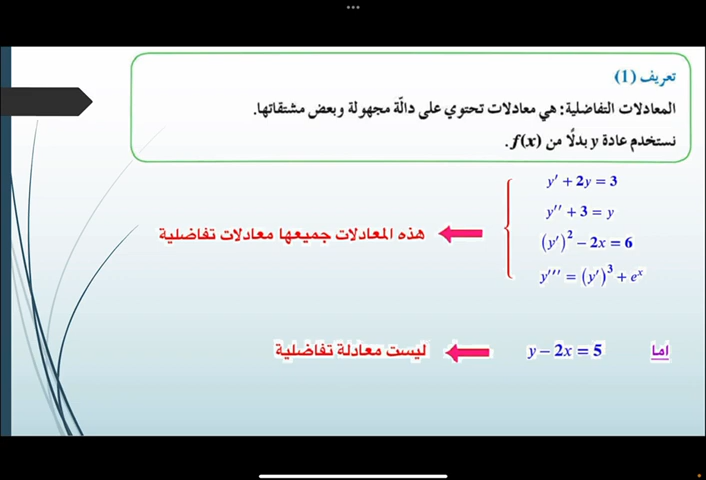 تعريف (1)
المعادلات التفاضلية: هي معادلات تحتوي على دالّة مجهولة وبعض مشتقاتها.
نستخدم عادة y بدلًا من f(x).
y′ + 2y = 3
y′′ + 3 = y
(y′)² − 2x = 6
y′′′ = (y′)³ + eˣ
هذه المعادلات جميعها معادلات تفاضلية
اما y − 2x = 5 ليست معادلة تفاضلية